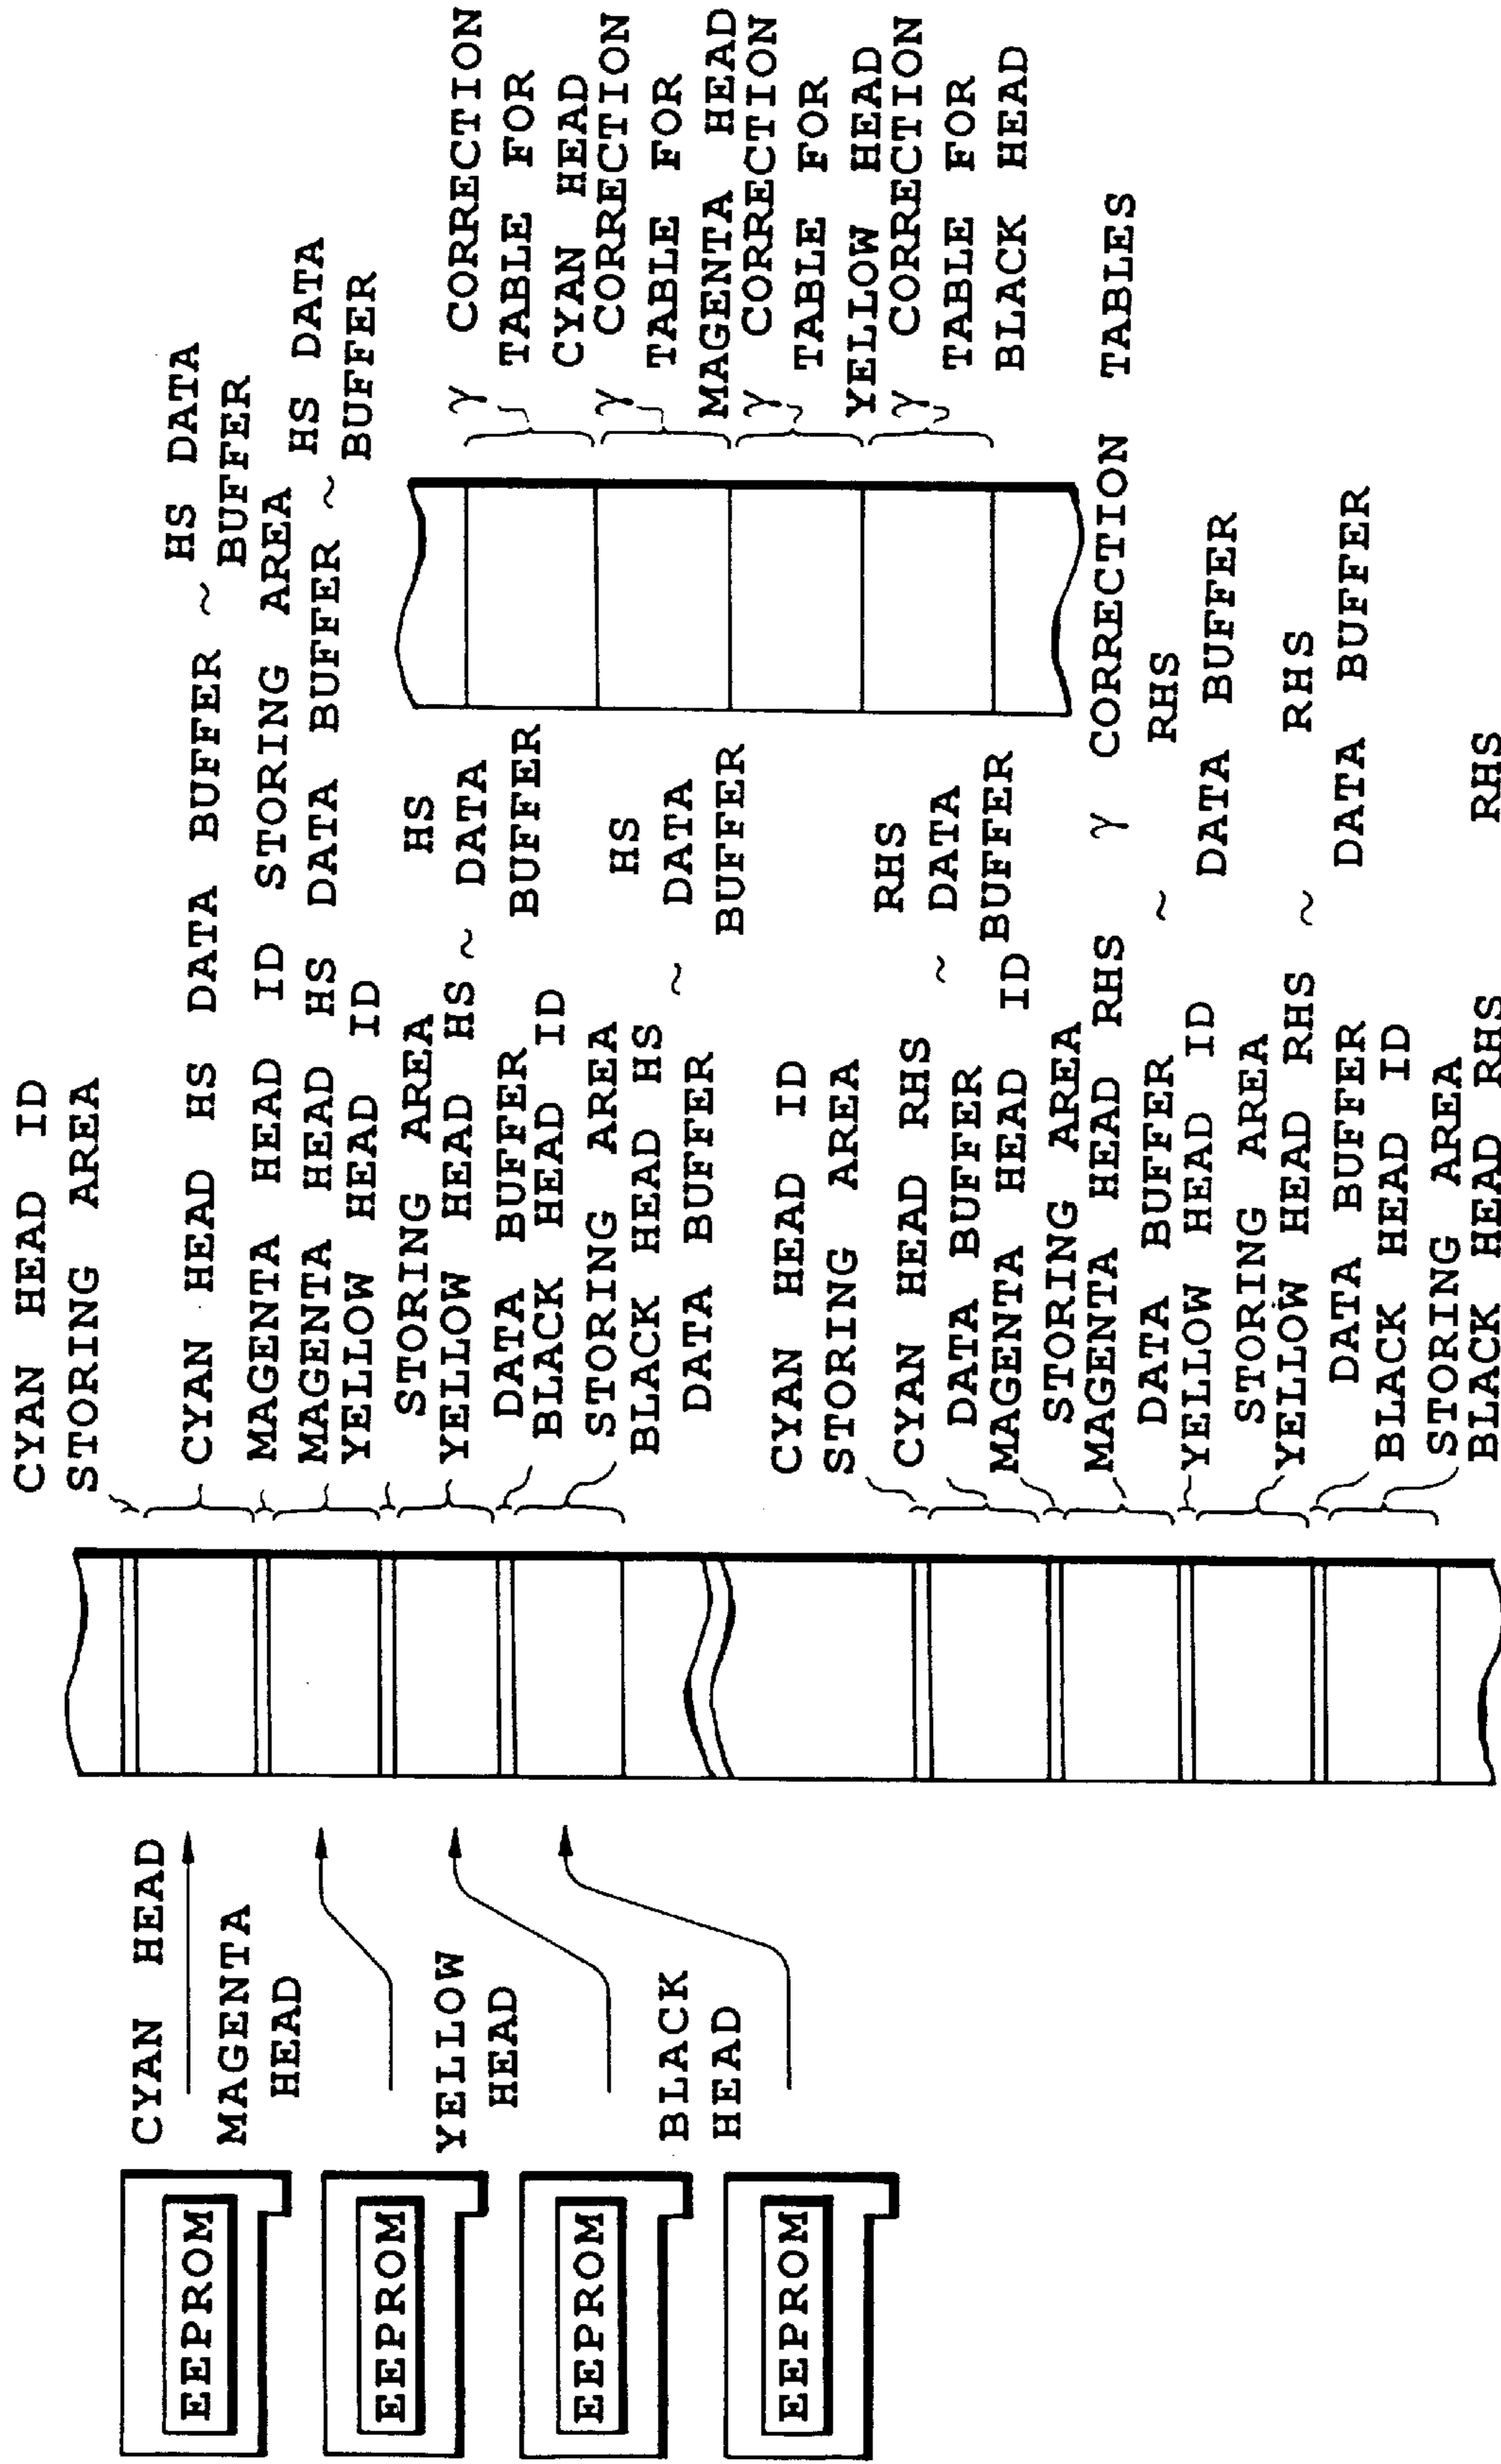 EEPROM
EEPROM
EEPROM
EEPROM
CYAN HEAD
MAGENTA
HEAD
YELLOW
HEAD
BLACK
HEAD
CYAN HEAD ID
STORING AREA
CYAN HEAD HS DATA BUFFER ~ HS DATA
BUFFER
MAGENTA HEAD ID STORING AREA
MAGENTA HEAD HS DATA BUFFER ~ HS DATA
BUFFER
YELLOW HEAD ID
STORING AREA
YELLOW HEAD HS ~
DATA BUFFER
HS
DATA
BUFFER
BLACK HEAD ID
STORING AREA
BLACK HEAD HS ~
DATA BUFFER
HS
DATA
BUFFER
CYAN HEAD ID
STORING AREA
CYAN HEAD RHS ~
DATA BUFFER
RHS
DATA
BUFFER
MAGENTA HEAD ID
STORING AREA
MAGENTA HEAD RHS ~ RHS
DATA BUFFER
DATA BUFFER
YELLOW HEAD ID
STORING AREA
YELLOW HEAD RHS ~ RHS
DATA BUFFER
DATA BUFFER
BLACK HEAD ID
STORING AREA
BLACK HEAD RHS RHS
γ CORRECTION
TABLE FOR
CYAN HEAD
γ CORRECTION
TABLE FOR
MAGENTA HEAD
γ CORRECTION
TABLE FOR
YELLOW HEAD
γ CORRECTION
TABLE FOR
BLACK HEAD
γ CORRECTION TABLES